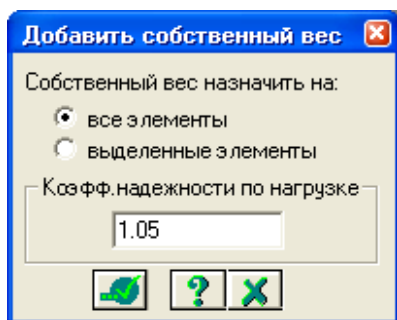 Добавить собственный вес
Собственный вес назначить на:
все элементы
выделенные элементы
Коэфф.надежности по нагрузке
1.05
?